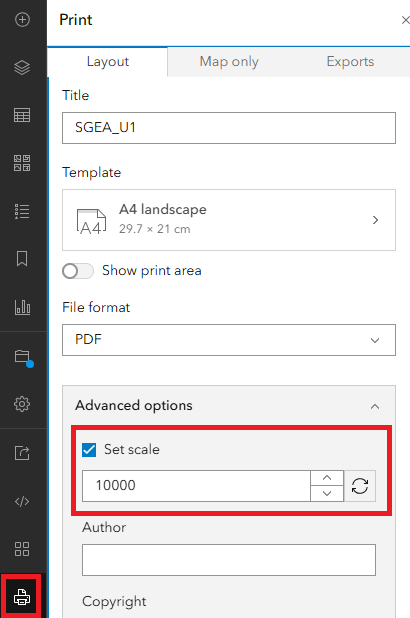 Print
Layout Map only Exports
Title
SGEA_U1
Template
A4 A4 landscape
29.7 × 21 cm
Show print area
File format
PDF
Advanced options
Set scale
10000
Author
Copyright